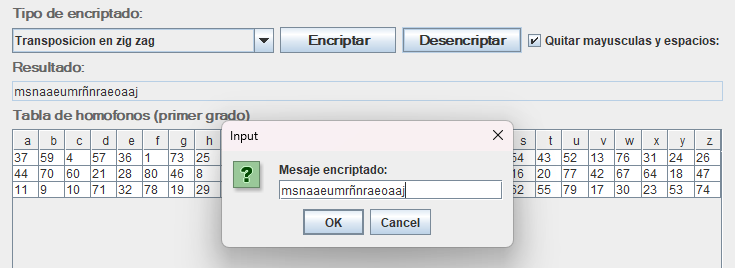 Tipo de encriptado:
Transposicion en zig zag
Encriptar
Desencriptar
Quitar mayusculas y espacios:
Resultado:
msnaaeumrñnraeoaaj
Tabla de homofonos (primer grado)
a b c d e f g h s t u v w x y z
37 59 4 57 36 1 73 25 54 43 52 13 76 31 24 26
44 70 60 21 28 80 46 8 16 20 77 42 67 64 18 47
11 9 10 71 32 78 19 29 62 55 79 17 30 23 53 74
Input
?
Mesaje encriptado:
msnaaeumrñnraeoaaj
OK
Cancel